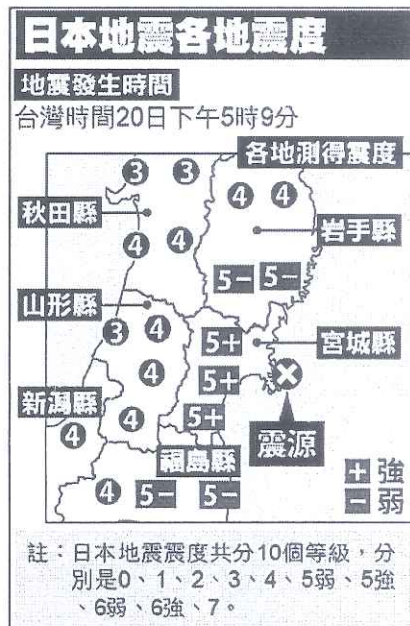 日本地震各地震度
地震發生時間
台灣時間20日下午5時9分
各地測得震度
3 3
4 4
秋田縣
岩手縣
4 4
5− 5−
山形縣
3 4
5+
宮城縣
4
5+
新潟縣
4
5+
4
福島縣
震源
4 5− 5−
+ 強
− 弱
註：日本地震震度共分10個等級，分
別是0、1、2、3、4、5弱、5強
、6弱、6強、7。